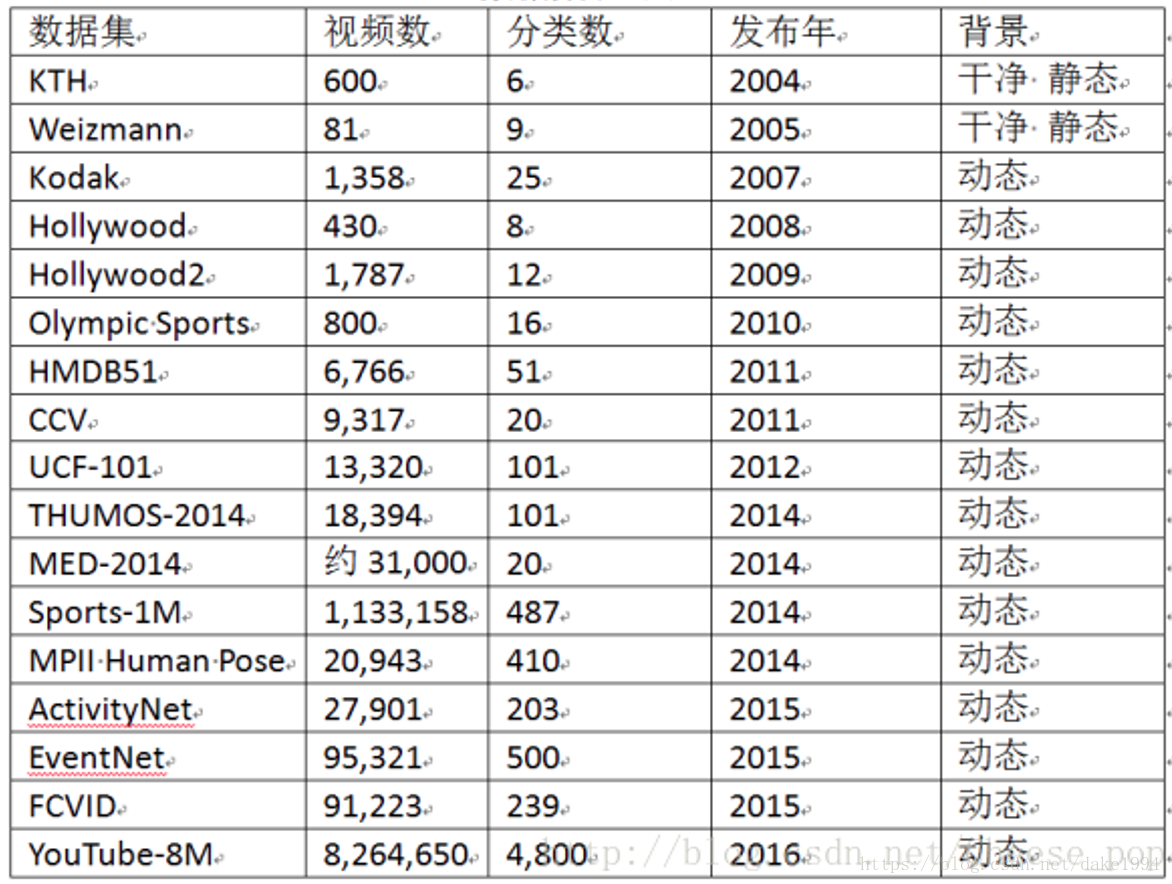 数据集 视频数 分类数 发布年 背景
KTH 600 6 2004 干净 静态
Weizmann 81 9 2005 干净 静态
Kodak 1,358 25 2007 动态
Hollywood 430 8 2008 动态
Hollywood2 1,787 12 2009 动态
Olympic Sports 800 16 2010 动态
HMDB51 6,766 51 2011 动态
CCV 9,317 20 2011 动态
UCF-101 13,320 101 2012 动态
THUMOS-2014 18,394 101 2014 动态
MED-2014 约 31,000 20 2014 动态
Sports-1M 1,133,158 487 2014 动态
MPII Human Pose 20,943 410 2014 动态
ActivityNet 27,901 203 2015 动态
EventNet 95,321 500 2015 动态
FCVID 91,223 239 2015 动态
YouTube-8M 8,264,650 4,800 2016 动态
https://blog.csdn.net/dake1994